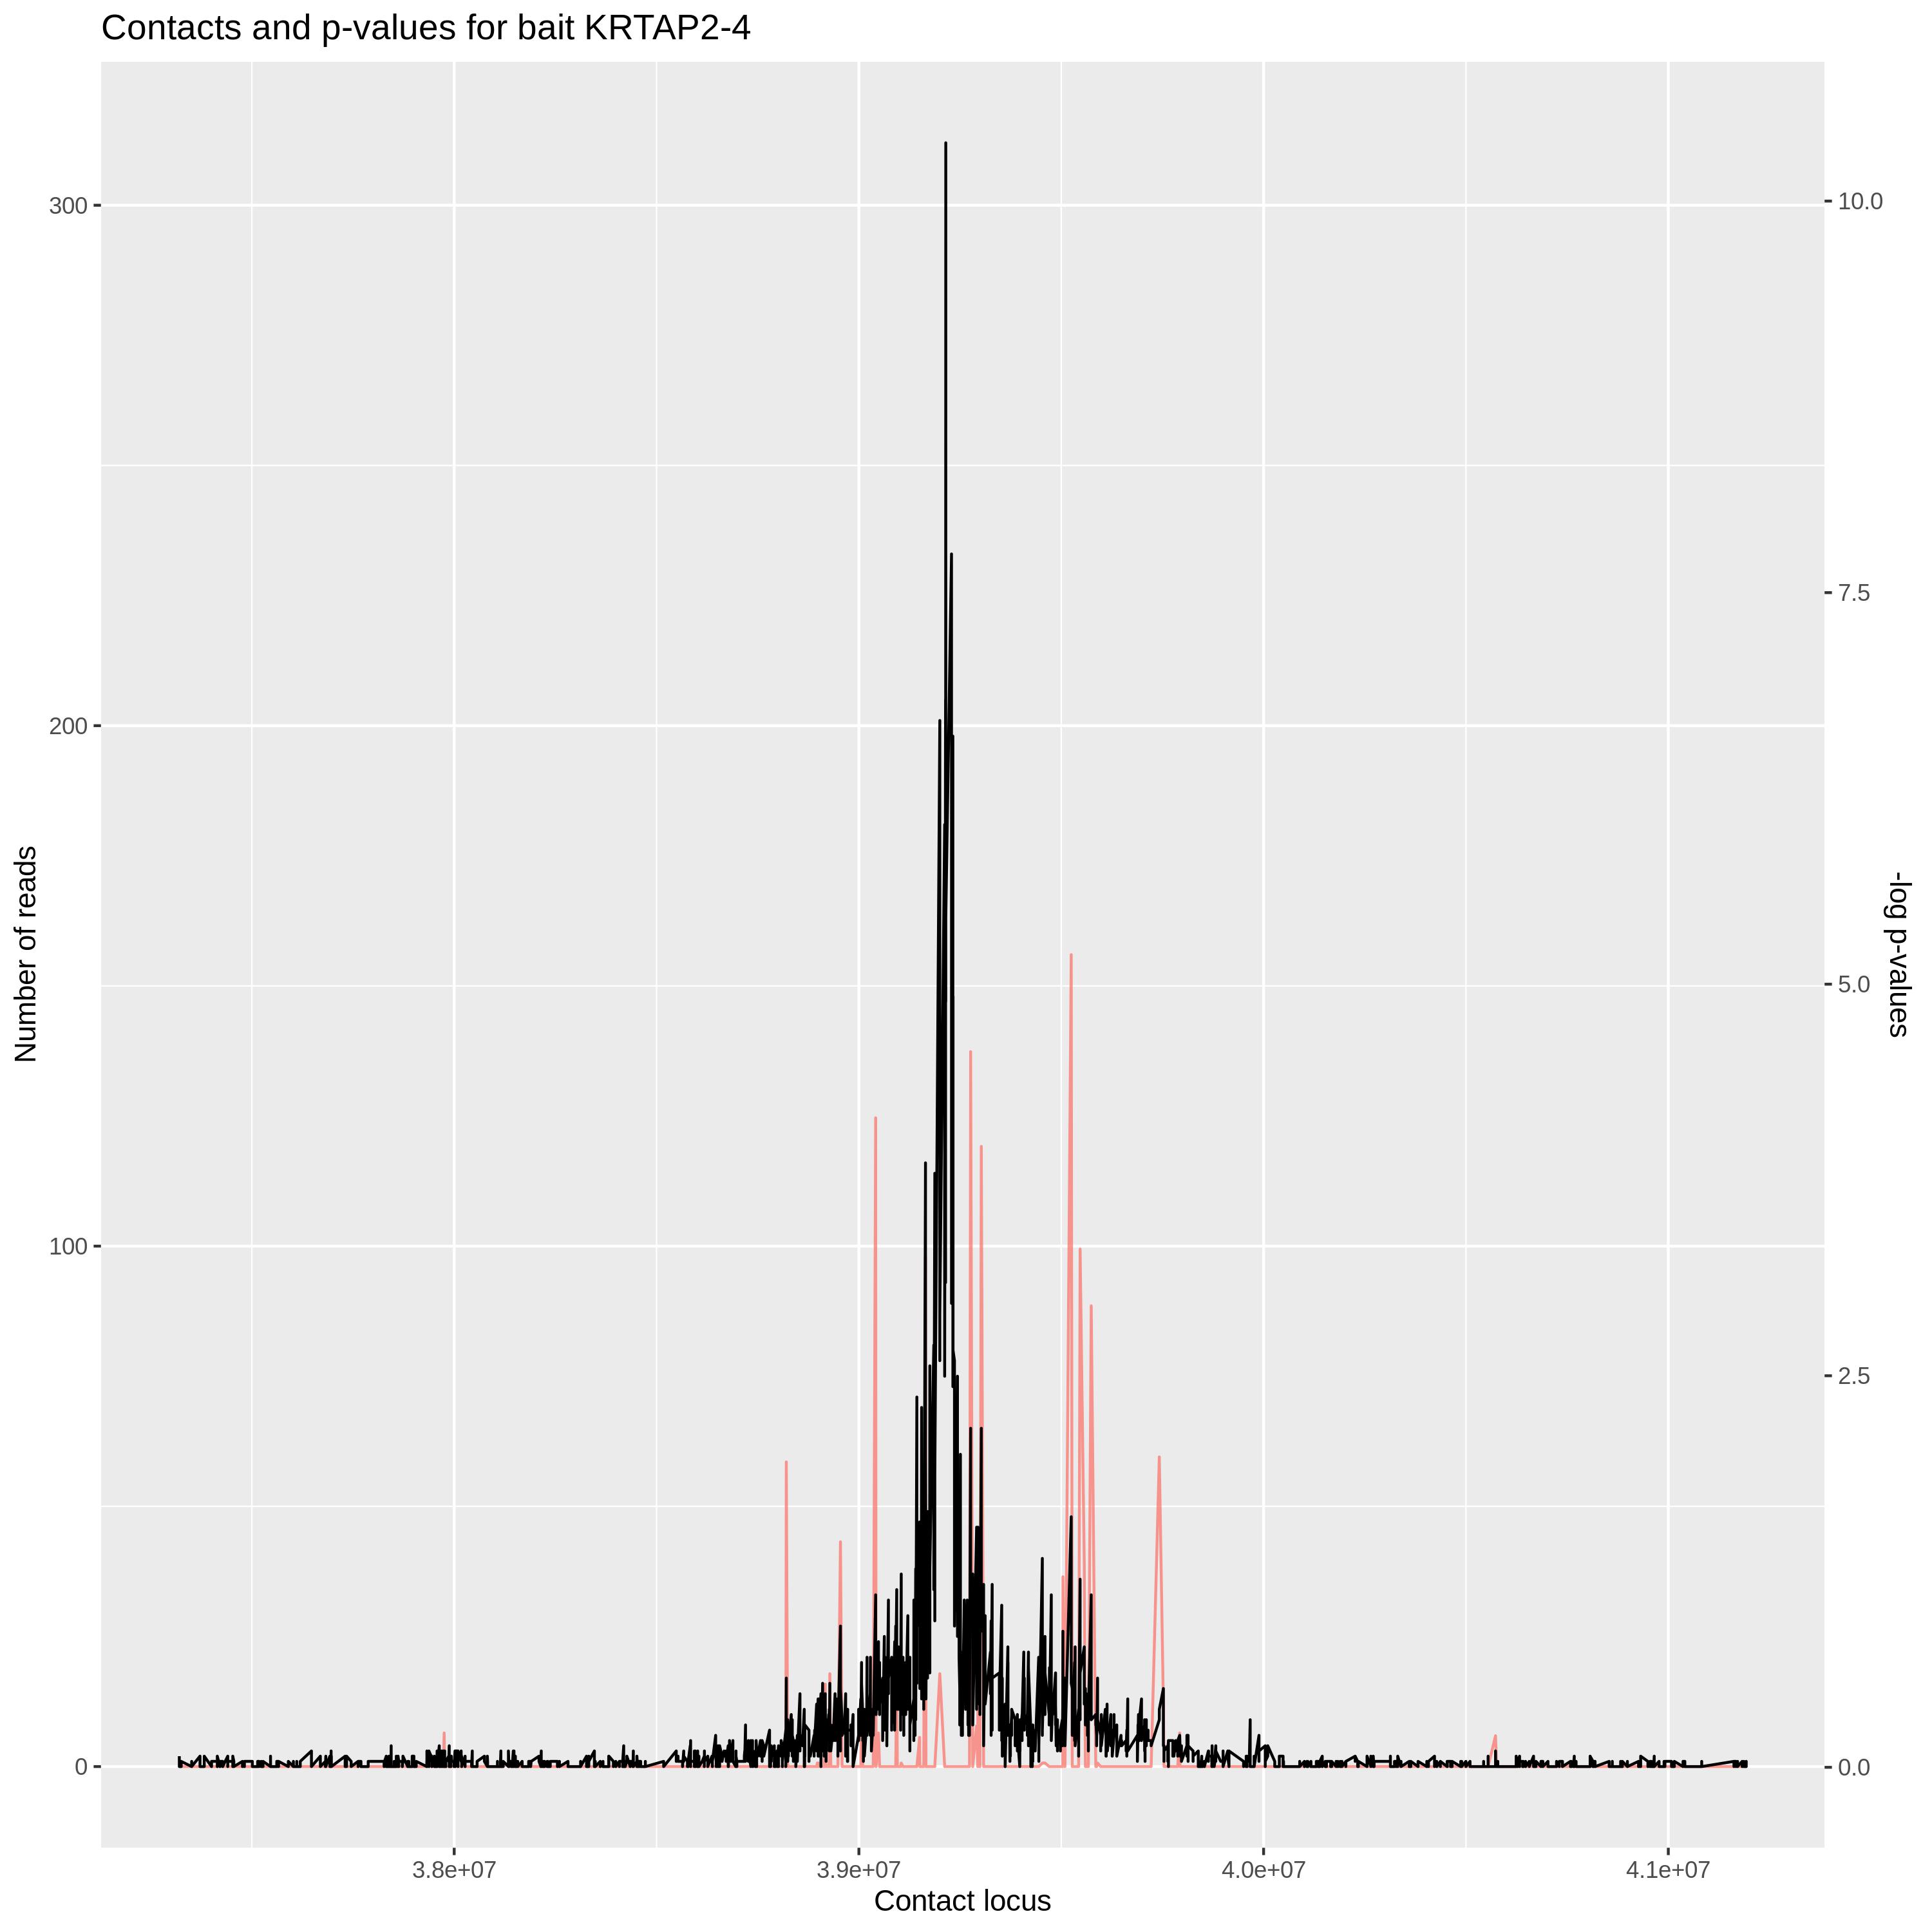 Contacts and p-values for bait KRTAP2-4
300
200
100
0
Number of reads
10.0
7.5
5.0
2.5
0.0
-log p-values
3.8e+07
3.9e+07
4.0e+07
4.1e+07
Contact locus